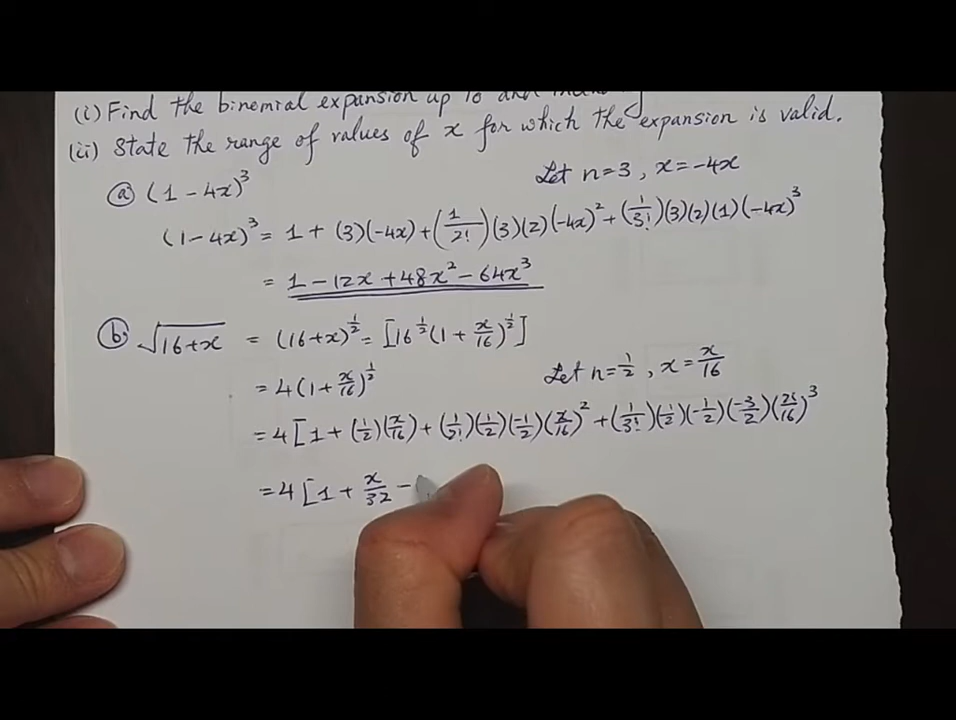 (i) Find the binomial expansion up to and
(ii) State the range of values of x for which the expansion is valid.
(a) (1 - 4x)³ Let n = 3 , x = -4x
(1 - 4x)³ = 1 + (3)(-4x) + (1/2!)(3)(2)(-4x)² + (1/3!)(3)(2)(1)(-4x)³
= 1 - 12x + 48x² - 64x³
(b) √(16+x) = (16+x)^(1/2) = [16^(1/2)(1 + x/16)^(1/2)]
= 4(1 + x/16)^(1/2) Let n = 1/2 , x = x/16
= 4[1 + (1/2)(x/16) + (1/2!)(1/2)(-1/2)(x/16)² + (1/3!)(1/2)(-1/2)(-3/2)(x/16)³
= 4[1 + x/32 -